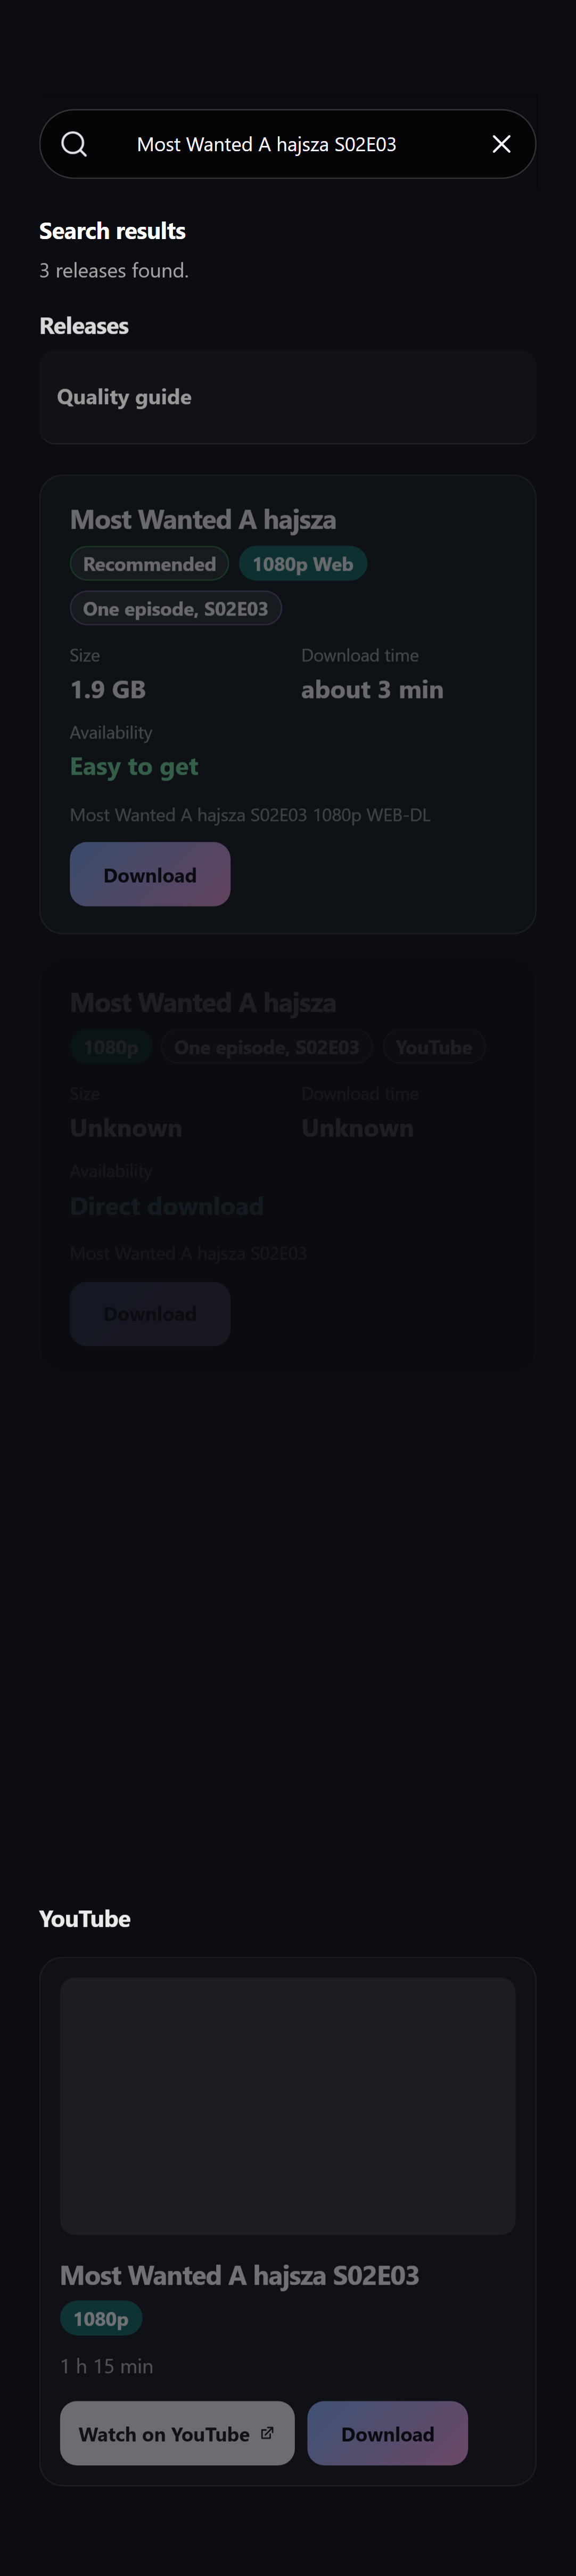 Most Wanted A hajsza S02E03
Search results
3 releases found.
Releases
Quality guide
Most Wanted A hajsza
Recommended
1080p Web
One episode, S02E03
Size
Download time
1.9 GB
about 3 min
Availability
Easy to get
Most Wanted A hajsza S02E03 1080p WEB-DL
Download
Most Wanted A hajsza
1080p
One episode, S02E03
YouTube
Size
Download time
Unknown
Unknown
Availability
Direct download
Most Wanted A hajsza S02E03
Download
YouTube
Most Wanted A hajsza S02E03
1080p
1 h 15 min
Watch on YouTube
Download